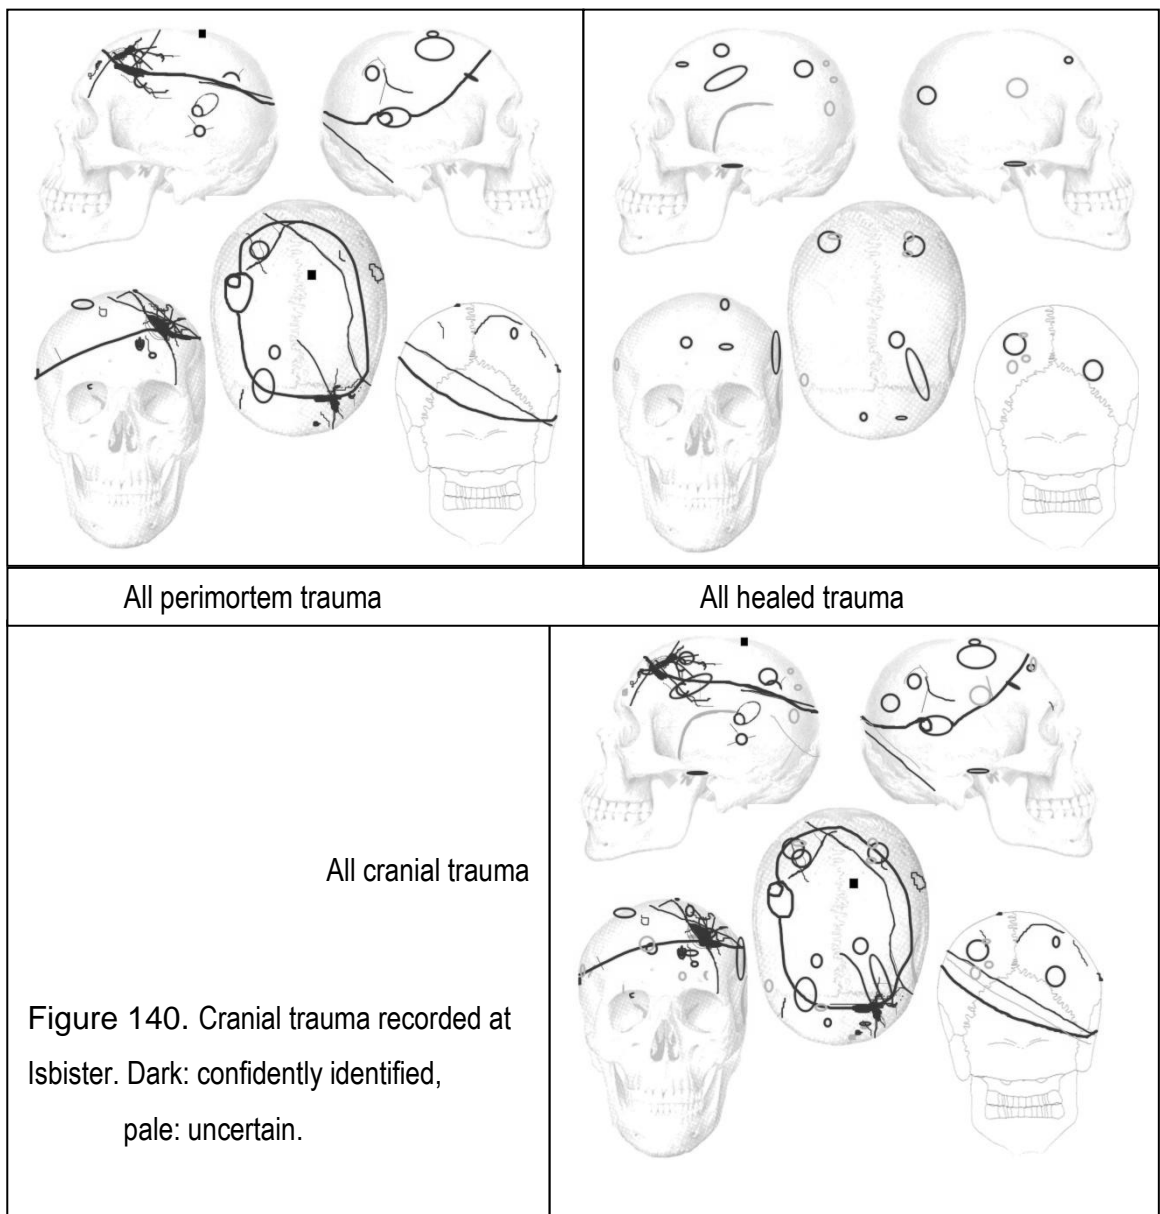 All perimortem trauma
All healed trauma
All cranial trauma
Figure 140. Cranial trauma recorded at
Isbister. Dark: confidently identified,
pale: uncertain.